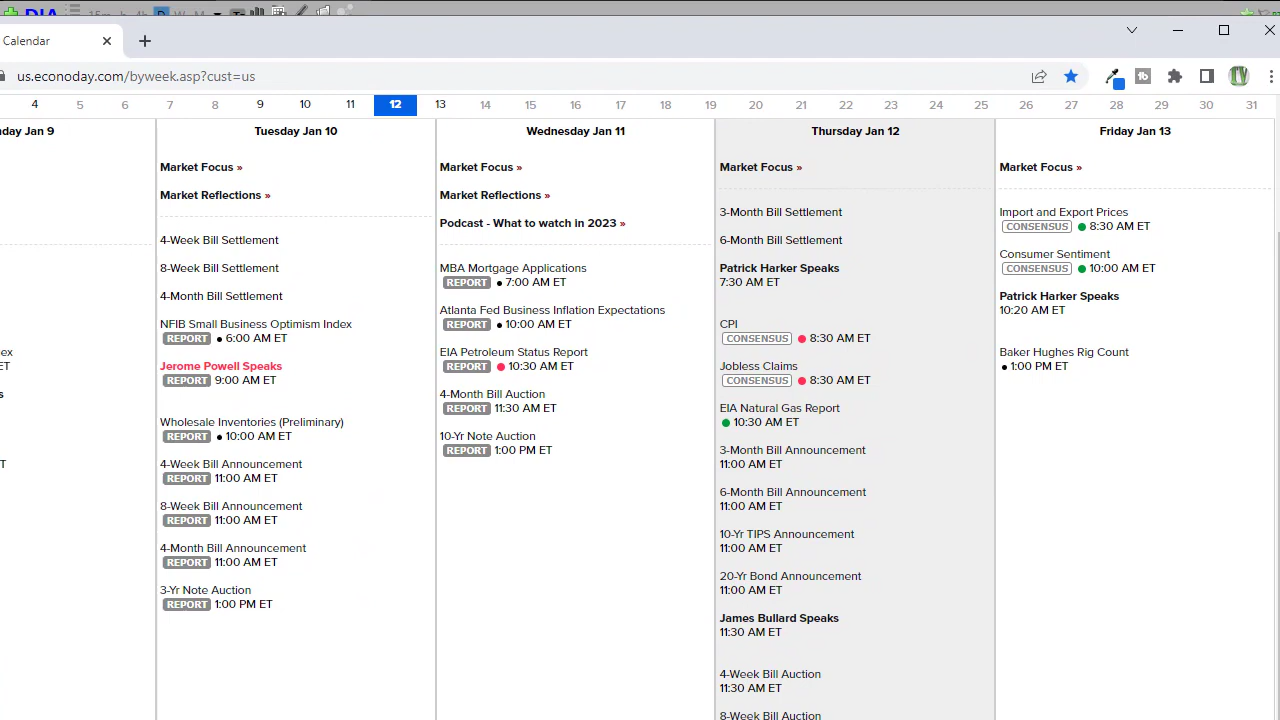 DIA
Calendar
us.econoday.com/byweek.asp?cust=us
4 5 6 7 8 9 10 11 12 13 14 15 16 17 18 19 20 21 22 23 24 25 26 27 28 29 30 31
day Jan 9
ex
ET
s
T
Tuesday Jan 10
Market Focus »
Market Reflections »
4-Week Bill Settlement
8-Week Bill Settlement
4-Month Bill Settlement
NFIB Small Business Optimism Index
REPORT • 6:00 AM ET
Jerome Powell Speaks
REPORT 9:00 AM ET
Wholesale Inventories (Preliminary)
REPORT • 10:00 AM ET
4-Week Bill Announcement
REPORT 11:00 AM ET
8-Week Bill Announcement
REPORT 11:00 AM ET
4-Month Bill Announcement
REPORT 11:00 AM ET
3-Yr Note Auction
REPORT 1:00 PM ET
Wednesday Jan 11
Market Focus »
Market Reflections »
Podcast - What to watch in 2023 »
MBA Mortgage Applications
REPORT • 7:00 AM ET
Atlanta Fed Business Inflation Expectations
REPORT • 10:00 AM ET
EIA Petroleum Status Report
REPORT • 10:30 AM ET
4-Month Bill Auction
REPORT 11:30 AM ET
10-Yr Note Auction
REPORT 1:00 PM ET
Thursday Jan 12
Market Focus »
3-Month Bill Settlement
6-Month Bill Settlement
Patrick Harker Speaks
7:30 AM ET
CPI
CONSENSUS • 8:30 AM ET
Jobless Claims
CONSENSUS • 8:30 AM ET
EIA Natural Gas Report
• 10:30 AM ET
3-Month Bill Announcement
11:00 AM ET
6-Month Bill Announcement
11:00 AM ET
10-Yr TIPS Announcement
11:00 AM ET
20-Yr Bond Announcement
11:00 AM ET
James Bullard Speaks
11:30 AM ET
4-Week Bill Auction
11:30 AM ET
8-Week Bill Auction
Friday Jan 13
Market Focus »
Import and Export Prices
CONSENSUS • 8:30 AM ET
Consumer Sentiment
CONSENSUS • 10:00 AM ET
Patrick Harker Speaks
10:20 AM ET
Baker Hughes Rig Count
• 1:00 PM ET